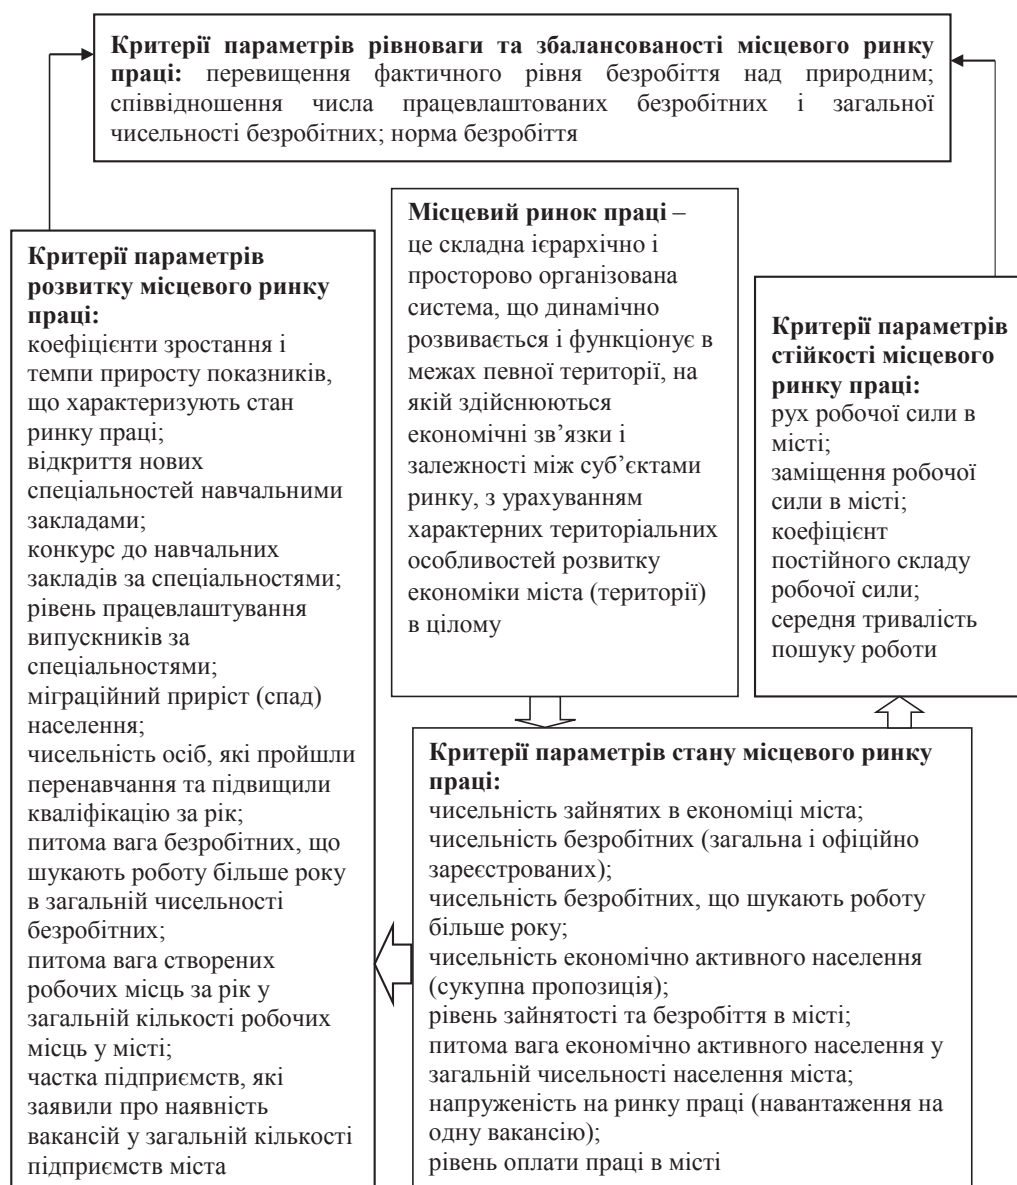 Критерії параметрів рівноваги та збалансованості місцевого ринку
праці: перевищення фактичного рівня безробіття над природним;
співвідношення числа працевлаштованих безробітних і загальної
чисельності безробітних; норма безробіття
Критерії параметрів
розвитку місцевого ринку
праці:
коефіцієнти зростання і
темпи приросту показників,
що характеризують стан
ринку праці;
відкриття нових
спеціальностей навчальними
закладами;
конкурс до навчальних
закладів за спеціальностями;
рівень працевлаштування
випускників за
спеціальностями;
міграційний приріст (спад)
населення;
чисельність осіб, які пройшли
перенавчання та підвищили
кваліфікацію за рік;
питома вага безробітних, що
шукають роботу більше року
в загальній чисельності
безробітних;
питома вага створених
робочих місць за рік у
загальній кількості робочих
місць у місті;
частка підприємств, які
заявили про наявність
вакансій у загальній кількості
підприємств міста
Місцевий ринок праці –
це складна ієрархічно і
просторово організована
система, що динамічно
розвивається і функціонує в
межах певної території, на
якій здійснюються
економічні зв’язки і
залежності між суб’єктами
ринку, з урахуванням
характерних територіальних
особливостей розвитку
економіки міста (території)
в цілому
Критерії параметрів
стійкості місцевого
ринку праці:
рух робочої сили в
місті;
заміщення робочої
сили в місті;
коефіцієнт
постійного складу
робочої сили;
середня тривалість
пошуку роботи
Критерії параметрів стану місцевого ринку
праці:
чисельність зайнятих в економіці міста;
чисельність безробітних (загальна і офіційно
зареєстрованих);
чисельність безробітних, що шукають роботу
більше року;
чисельність економічно активного населення
(сукупна пропозиція);
рівень зайнятості та безробіття в місті;
питома вага економічно активного населення у
загальній чисельності населення міста;
напруженість на ринку праці (навантаження на
одну вакансію);
рівень оплати праці в місті